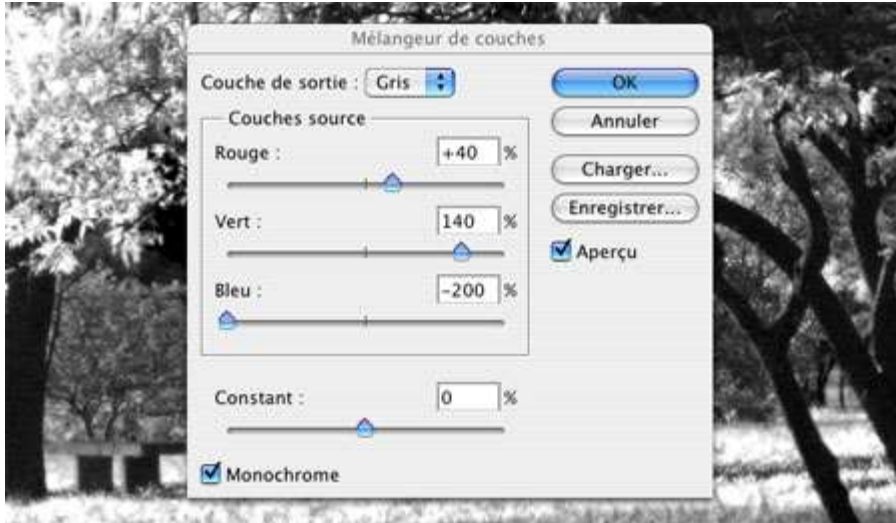 Mélangeur de couches
Couche de sortie : Gris
OK
Couches source
Annuler
Rouge : +40 %
Charger...
Vert : 140 %
Enregistrer...
Aperçu
Bleu : -200 %
Constant : 0 %
Monochrome